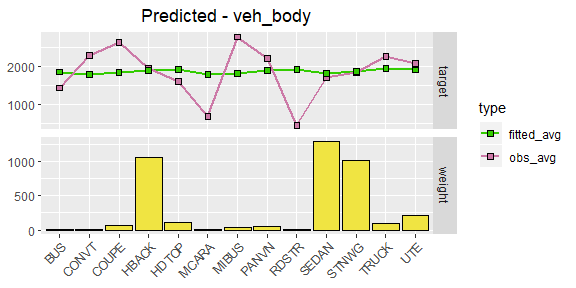 Predicted - veh_body
2000
1000
target
1000
500
0
weight
BUS
CONVT
COUPE
HBACK
HDTOP
MCARA
MIBUS
PANVN
RDSTR
SEDAN
STNWG
TRUCK
UTE
type
fitted_avg
obs_avg